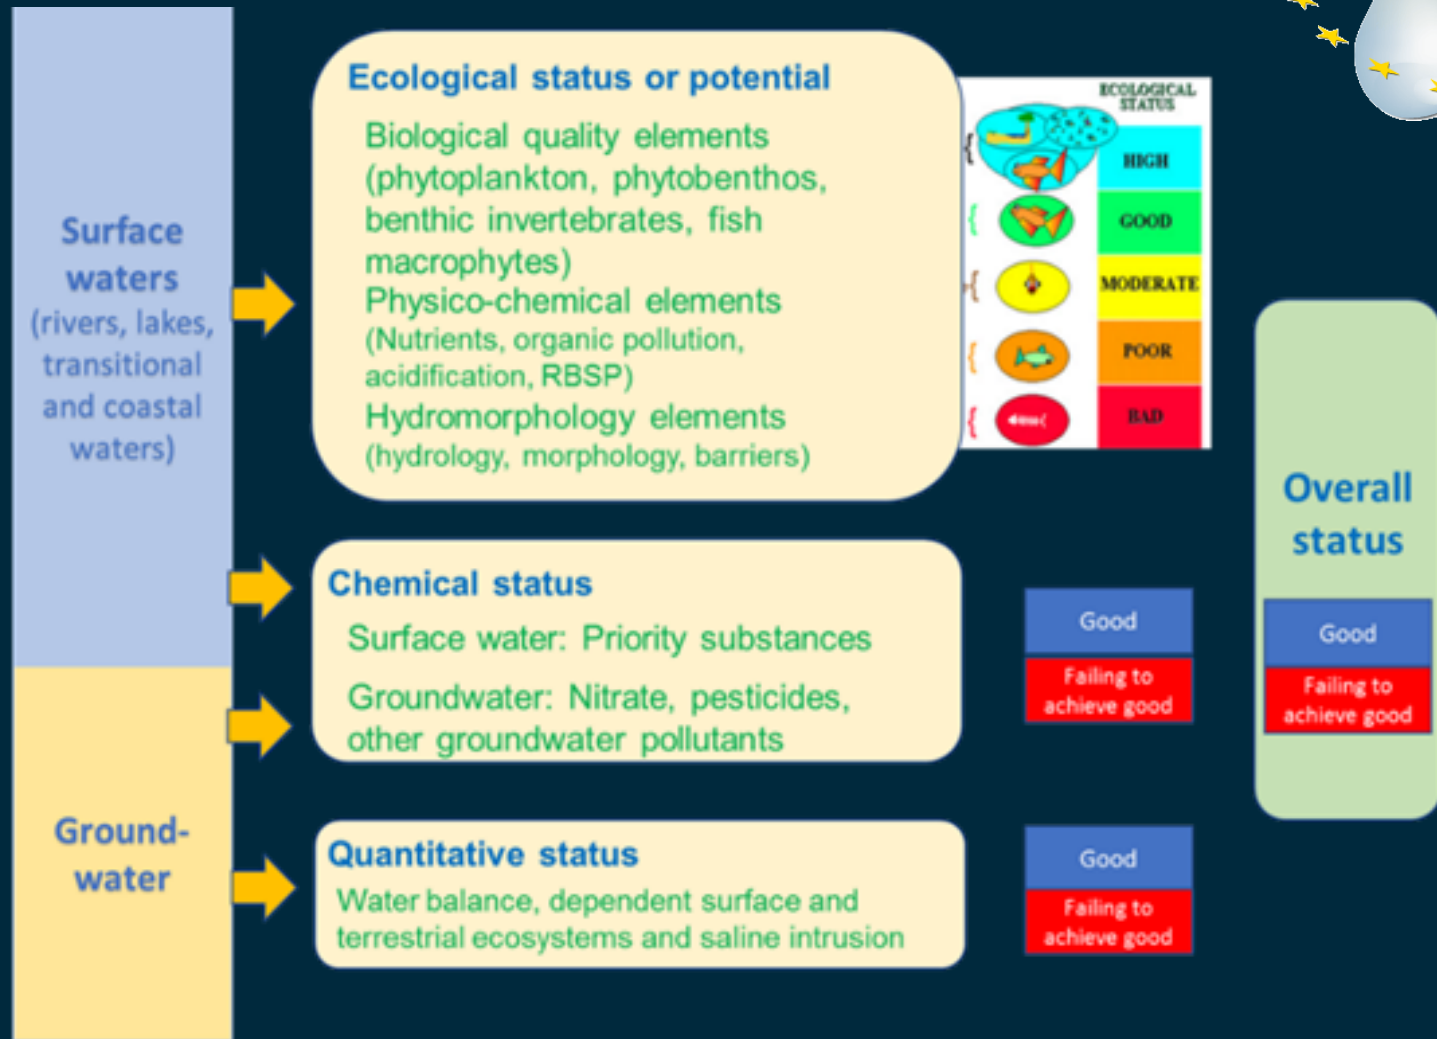 Surface
waters
(rivers, lakes,
transitional
and coastal
waters)
Ground-
water
Ecological status or potential
Biological quality elements
(phytoplankton, phytobenthos,
benthic invertebrates, fish
macrophytes)
Physico-chemical elements
(Nutrients, organic pollution,
acidification, RBSP)
Hydromorphology elements
(hydrology, morphology, barriers)
ECOLOGICAL
STATUS
HIGH
GOOD
MODERATE
POOR
BAD
Chemical status
Surface water: Priority substances
Groundwater: Nitrate, pesticides,
other groundwater pollutants
Good
Failing to
achieve good
Quantitative status
Water balance, dependent surface and
terrestrial ecosystems and saline intrusion
Good
Failing to
achieve good
Overall
status
Good
Failing to
achieve good